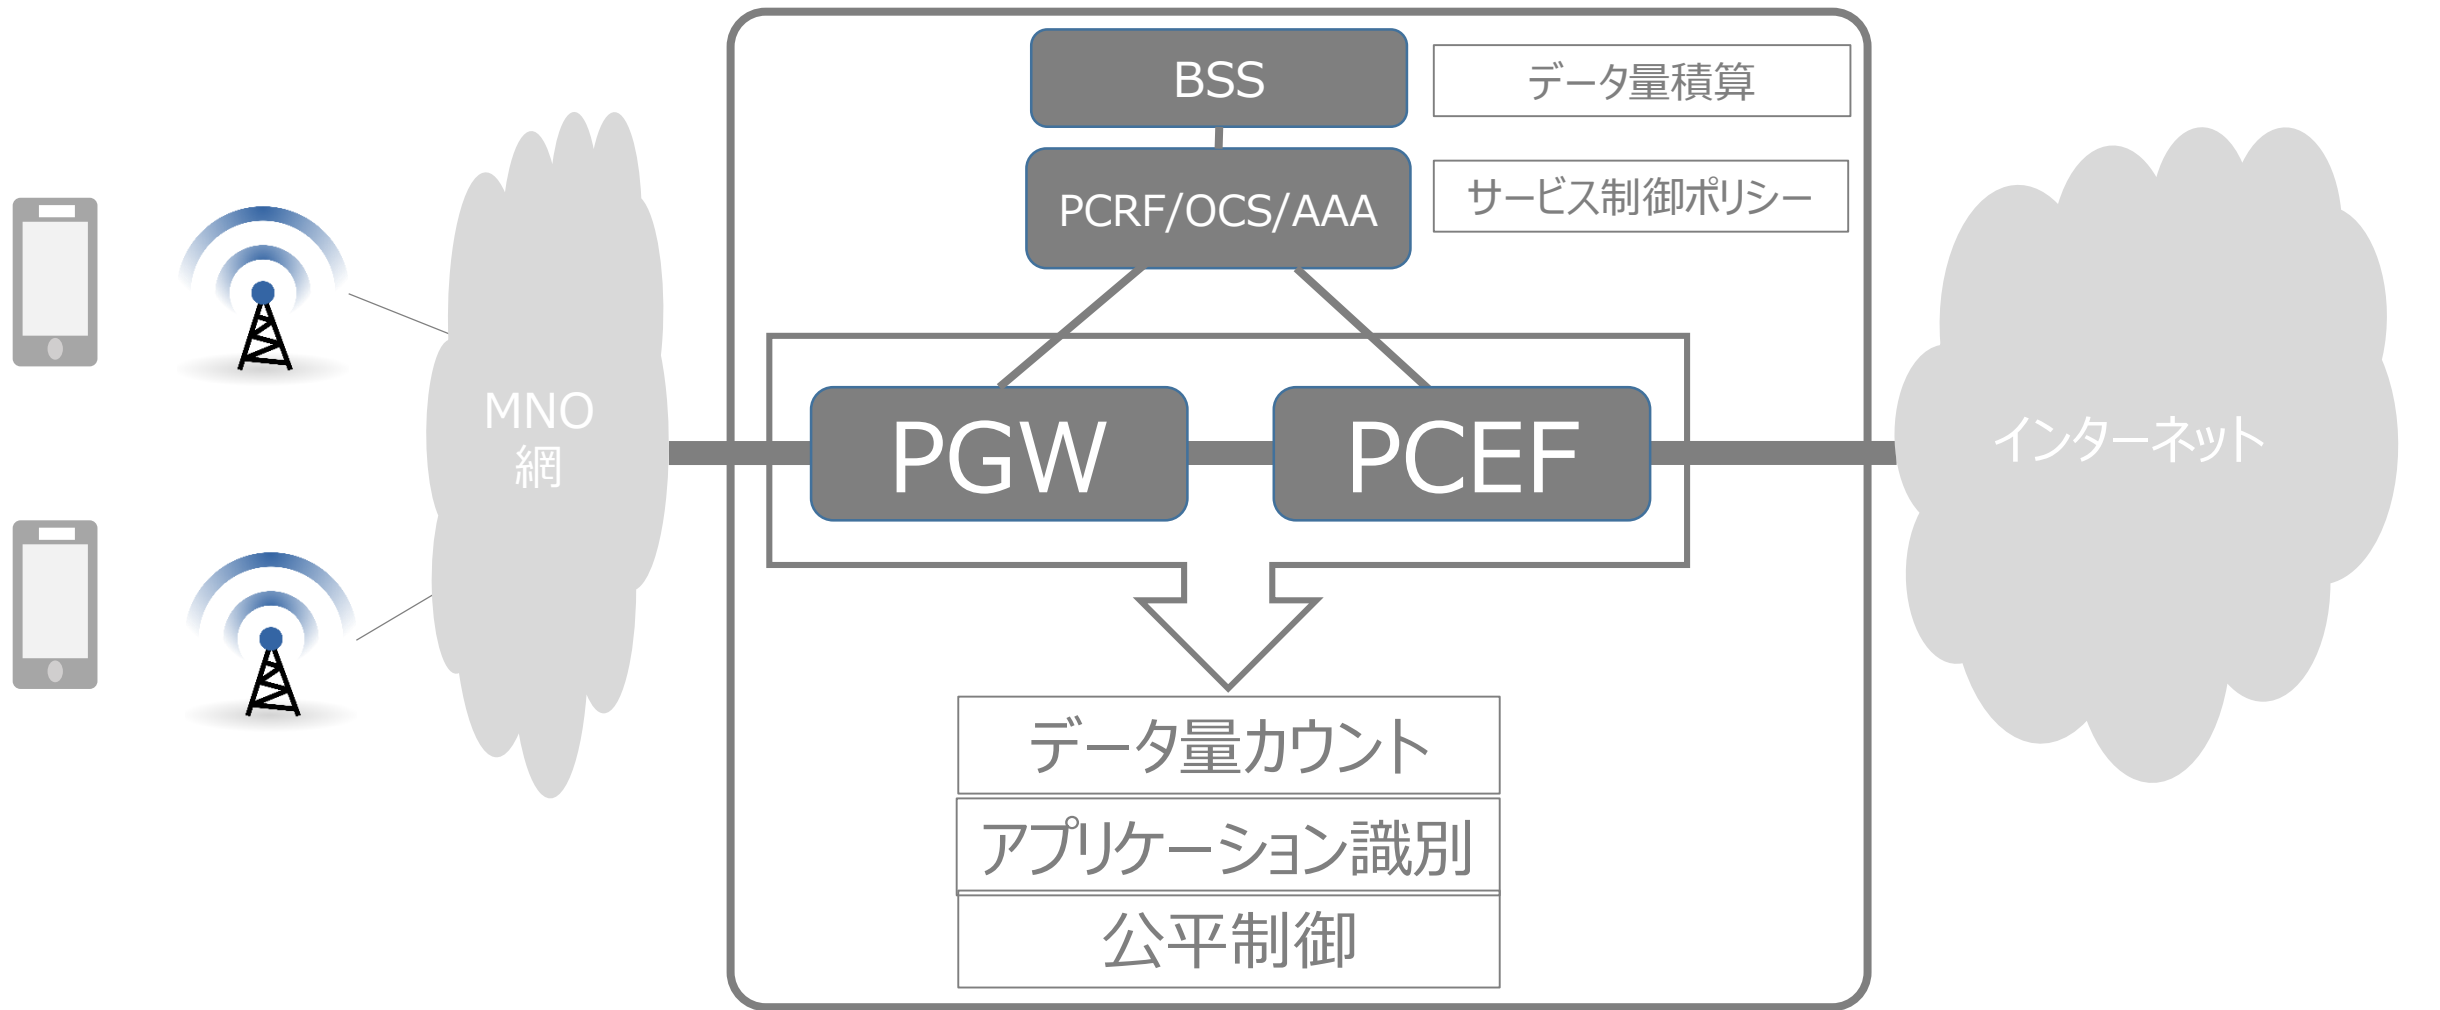 BSS
データ量積算
PCRF/OCS/AAA
サービス制御ポリシー
MNO
網
PGW
PCEF
インターネット
データ量カウント
アプリケーション識別
公平制御